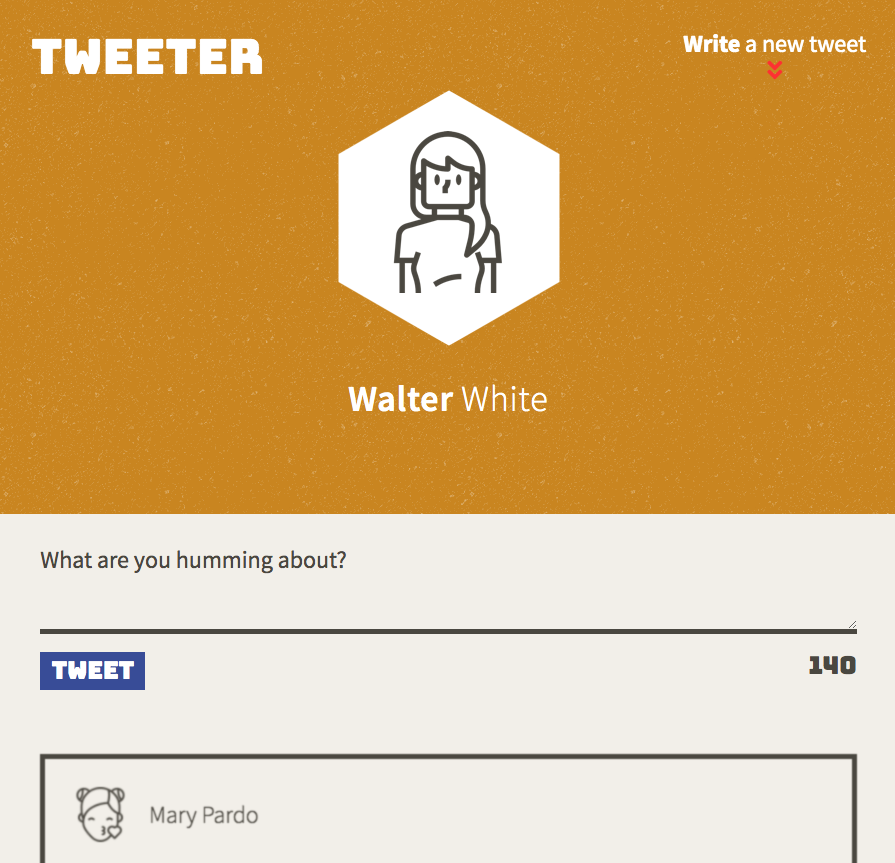 TWEETER
Write a new tweet
Walter White
What are you humming about?
TWEET
140
Mary Pardo